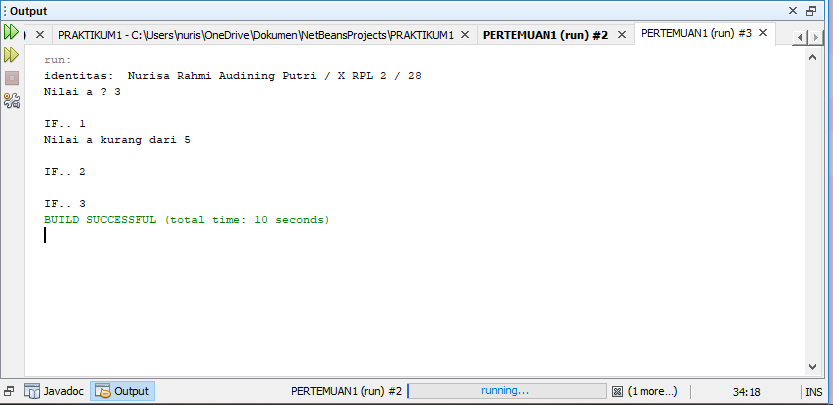 Output
PRAKTIKUM1 - C:\Users\nuris\OneDrive\Dokumen\NetBeansProjects\PRAKTIKUM1
PERTEMUAN1 (run) #2
PERTEMUAN1 (run) #3
run:
identitas:  Nurisa Rahmi Audining Putri / X RPL 2 / 28
Nilai a ? 3
IF.. 1
Nilai a kurang dari 5
IF.. 2
IF.. 3
BUILD SUCCESSFUL (total time: 10 seconds)
Javadoc
Output
PERTEMUAN1 (run) #2
running...
(1 more...)
34:18
INS